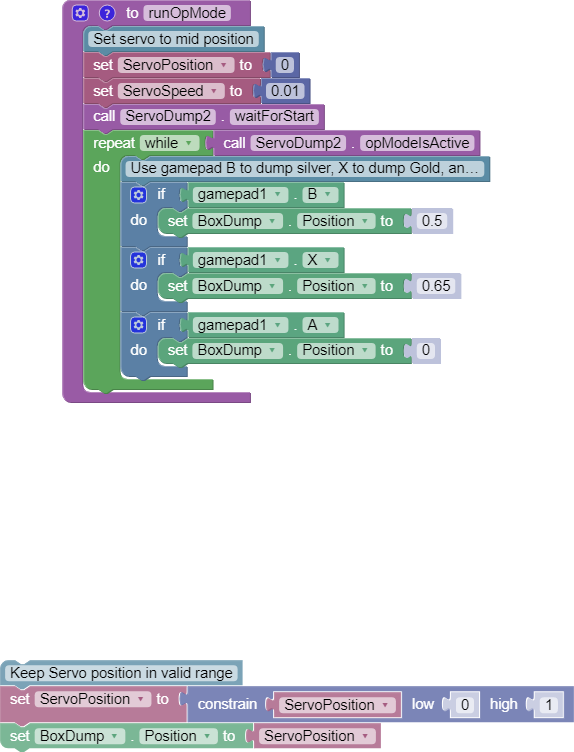 to runOpMode
Set servo to mid position
set ServoPosition to 0
set ServoSpeed to 0.01
call ServoDump2 . waitForStart
repeat while call ServoDump2 . opModeIsActive
do Use gamepad B to dump silver, X to dump Gold, an...
if gamepad1 . B
do set BoxDump . Position to 0.5
if gamepad1 . X
do set BoxDump . Position to 0.65
if gamepad1 . A
do set BoxDump . Position to 0
Keep Servo position in valid range
set ServoPosition to constrain ServoPosition low 0 high 1
set BoxDump . Position to ServoPosition